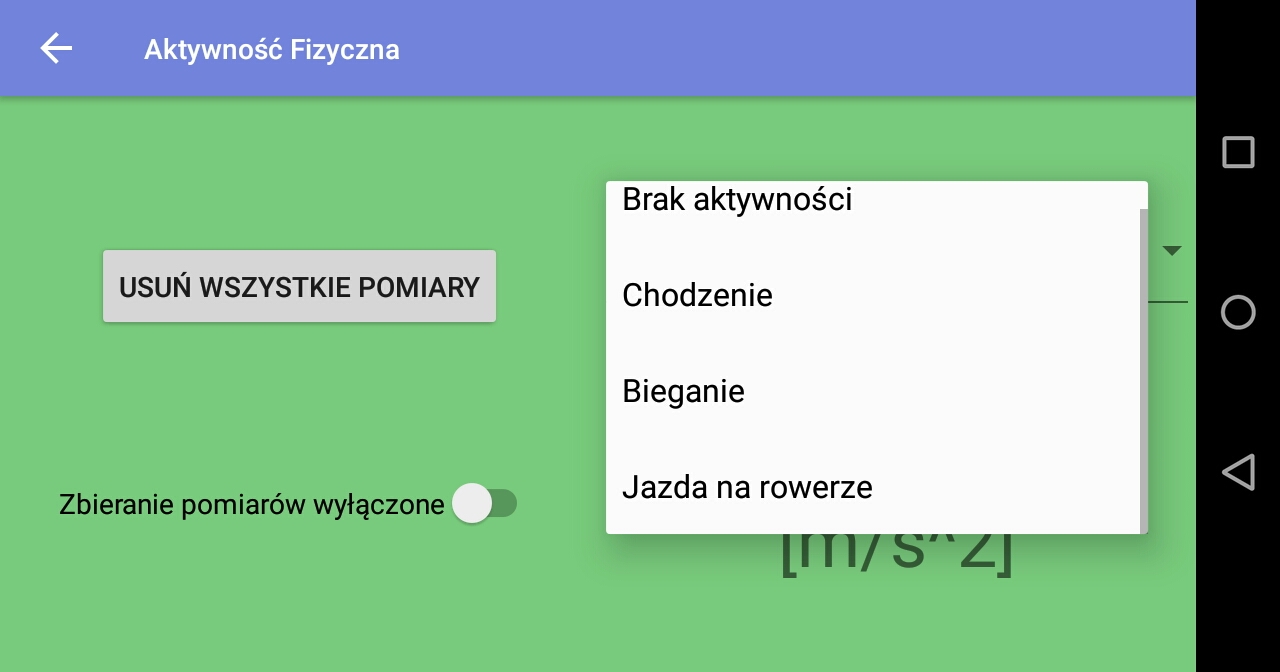 Aktywność Fizyczna
USUŃ WSZYSTKIE POMIARY
Zbieranie pomiarów wyłączone
Brak aktywności
Chodzenie
Bieganie
Jazda na rowerze
[m/s^2]